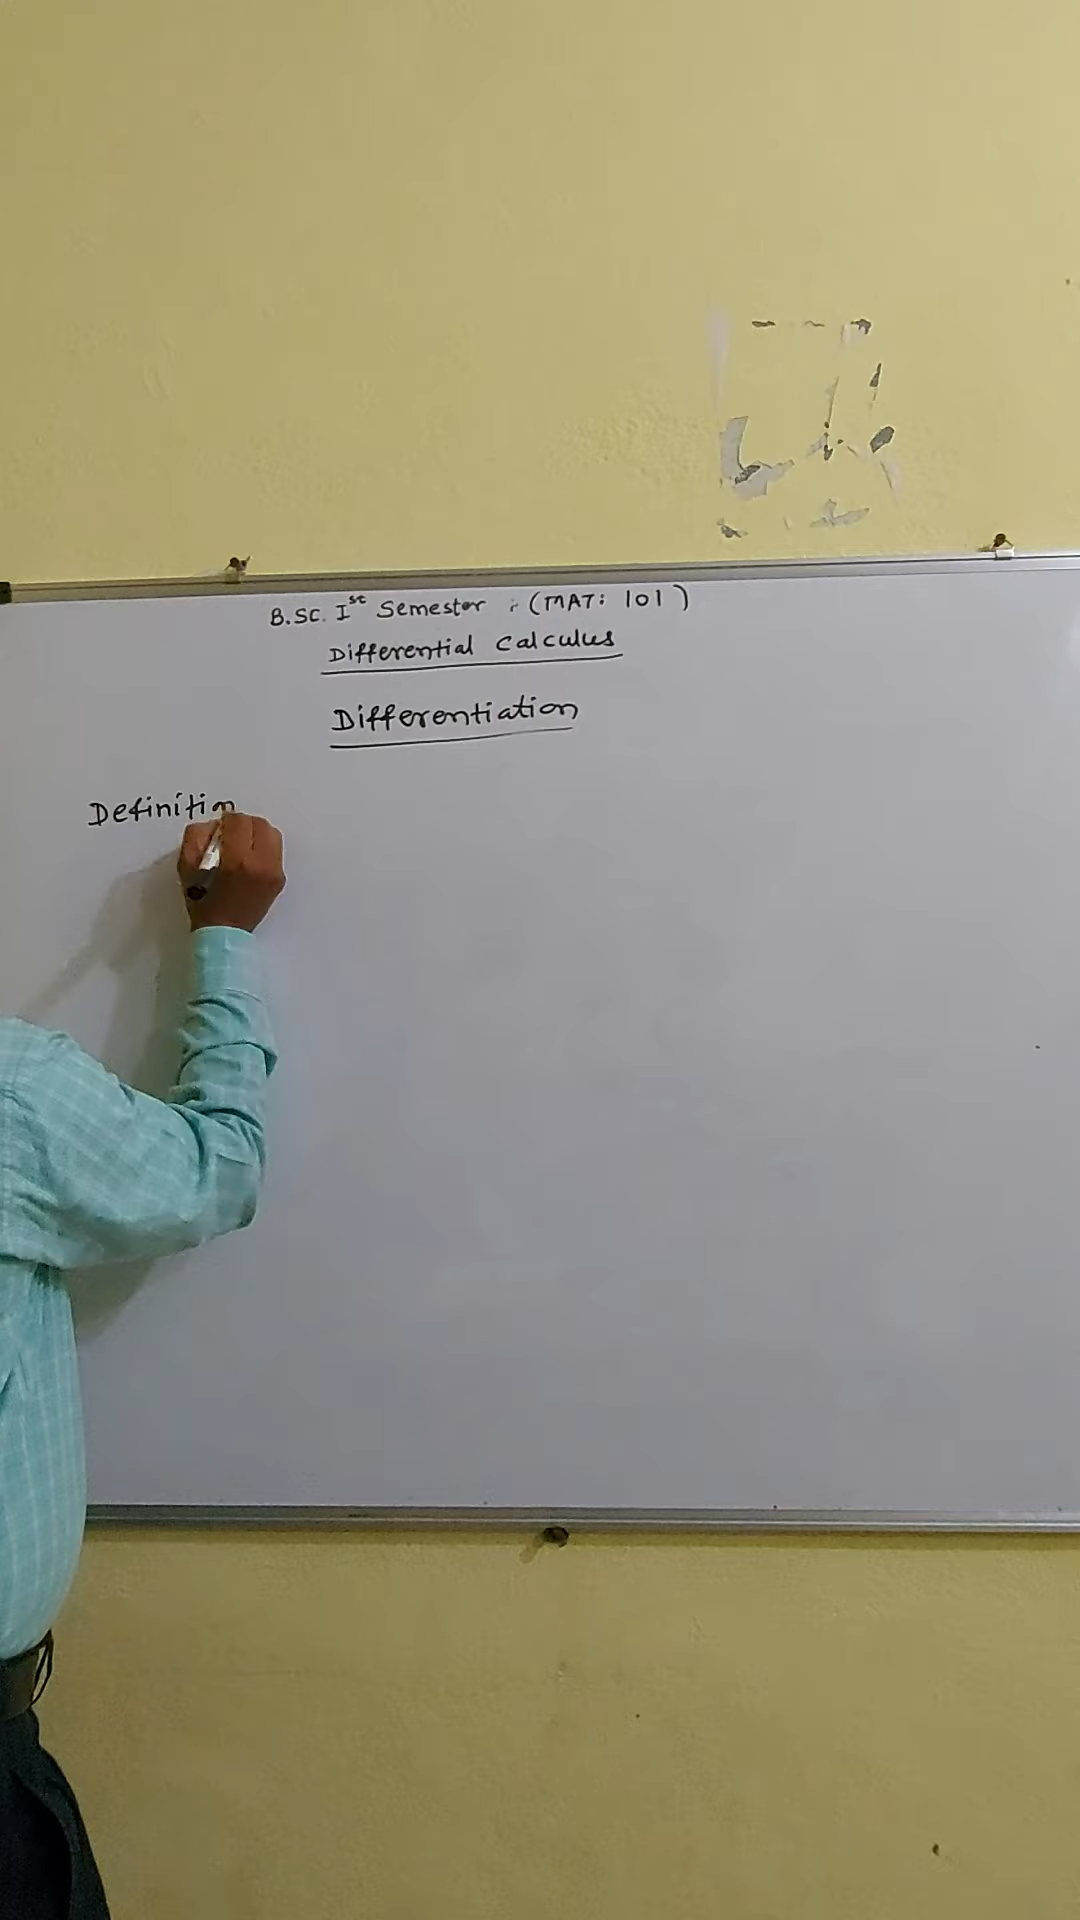 B.SC. Ist Semester :- (MAT: 101)
Differential Calculus
Differentiation
Definition